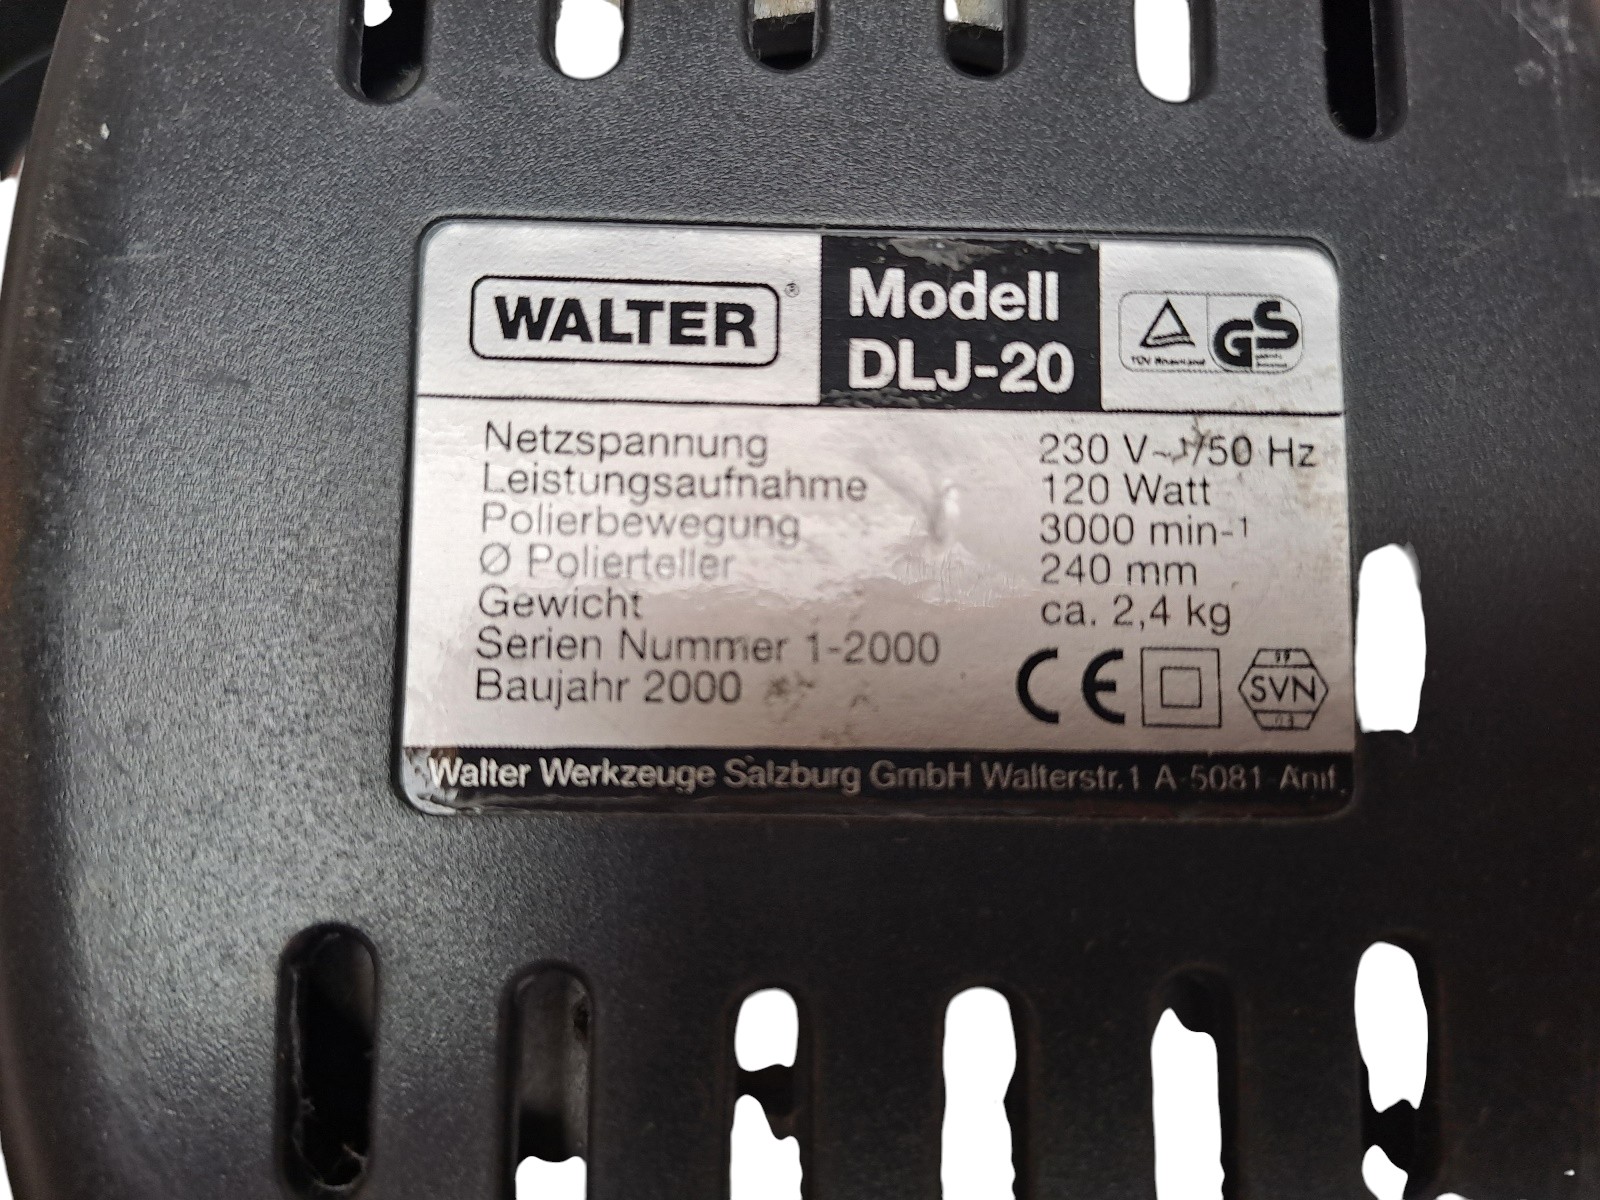 WALTER ®
Modell
DLJ-20
TÜV Rheinland
GS
Netzspannung 230 V~/50 Hz
Leistungsaufnahme 120 Watt
Polierbewegung 3000 min-¹
Ø Polierteller 240 mm
Gewicht ca. 2,4 kg
Serien Nummer 1-2000
Baujahr 2000
CE
SVN
Walter Werkzeuge Salzburg GmbH Walterstr. 1 A-5081 Anif